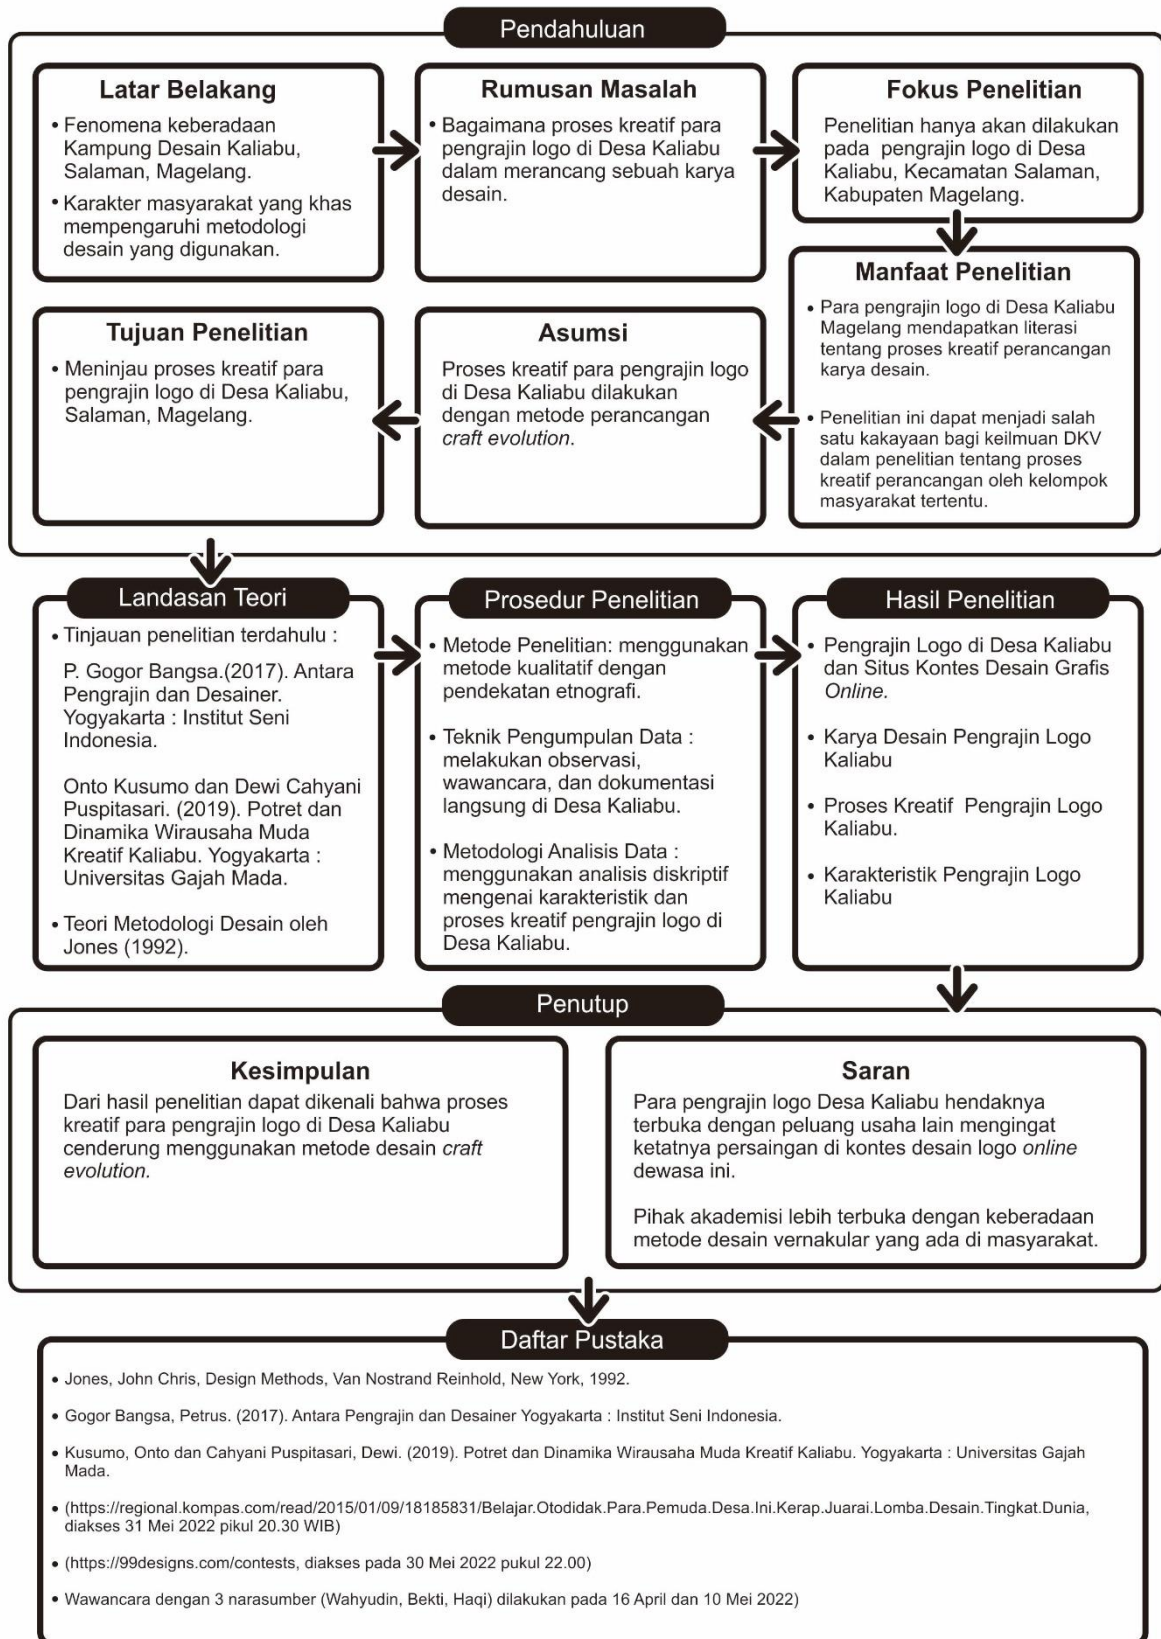 Pendahuluan
Latar Belakang
• Fenomena keberadaan
Kampung Desain Kaliabu,
Salaman, Magelang.
• Karakter masyarakat yang khas
mempengaruhi metodologi
desain yang digunakan.
Rumusan Masalah
• Bagaimana proses kreatif para
pengrajin logo di Desa Kaliabu
dalam merancang sebuah karya
desain.
Fokus Penelitian
Penelitian hanya akan dilakukan
pada pengrajin logo di Desa
Kaliabu, Kecamatan Salaman,
Kabupaten Magelang.
Manfaat Penelitian
• Para pengrajin logo di Desa Kaliabu
Magelang mendapatkan literasi
tentang proses kreatif perancangan
karya desain.
• Penelitian ini dapat menjadi salah
satu kakayaan bagi keilmuan DKV
dalam penelitian tentang proses
kreatif perancangan oleh kelompok
masyarakat tertentu.
Asumsi
Proses kreatif para pengrajin logo
di Desa Kaliabu dilakukan
dengan metode perancangan
craft evolution.
Tujuan Penelitian
• Meninjau proses kreatif para
pengrajin logo di Desa Kaliabu,
Salaman, Magelang.
Landasan Teori
• Tinjauan penelitian terdahulu :
P. Gogor Bangsa.(2017). Antara
Pengrajin dan Desainer.
Yogyakarta : Institut Seni
Indonesia.
Onto Kusumo dan Dewi Cahyani
Puspitasari. (2019). Potret dan
Dinamika Wirausaha Muda
Kreatif Kaliabu. Yogyakarta :
Universitas Gajah Mada.
• Teori Metodologi Desain oleh
Jones (1992).
Prosedur Penelitian
• Metode Penelitian: menggunakan
metode kualitatif dengan
pendekatan etnografi.
• Teknik Pengumpulan Data :
melakukan observasi,
wawancara, dan dokumentasi
langsung di Desa Kaliabu.
• Metodologi Analisis Data :
menggunakan analisis diskriptif
mengenai karakteristik dan
proses kreatif pengrajin logo di
Desa Kaliabu.
Hasil Penelitian
• Pengrajin Logo di Desa Kaliabu
dan Situs Kontes Desain Grafis
Online.
• Karya Desain Pengrajin Logo
Kaliabu
• Proses Kreatif Pengrajin Logo
Kaliabu.
• Karakteristik Pengrajin Logo
Kaliabu
Penutup
Kesimpulan
Dari hasil penelitian dapat dikenali bahwa proses
kreatif para pengrajin logo di Desa Kaliabu
cenderung menggunakan metode desain craft
evolution.
Saran
Para pengrajin logo Desa Kaliabu hendaknya
terbuka dengan peluang usaha lain mengingat
ketatnya persaingan di kontes desain logo online
dewasa ini.
Pihak akademisi lebih terbuka dengan keberadaan
metode desain vernakular yang ada di masyarakat.
Daftar Pustaka
• Jones, John Chris, Design Methods, Van Nostrand Reinhold, New York, 1992.
• Gogor Bangsa, Petrus. (2017). Antara Pengrajin dan Desainer Yogyakarta : Institut Seni Indonesia.
• Kusumo, Onto dan Cahyani Puspitasari, Dewi. (2019). Potret dan Dinamika Wirausaha Muda Kreatif Kaliabu. Yogyakarta : Universitas Gajah
Mada.
• (https://regional.kompas.com/read/2015/01/09/18185831/Belajar.Otodidak.Para.Pemuda.Desa.Ini.Kerap.Juarai.Lomba.Desain.Tingkat.Dunia,
diakses 31 Mei 2022 pikul 20.30 WIB)
• (https://99designs.com/contests, diakses pada 30 Mei 2022 pukul 22.00)
• Wawancara dengan 3 narasumber (Wahyudin, Bekti, Haqi) dilakukan pada 16 April dan 10 Mei 2022)